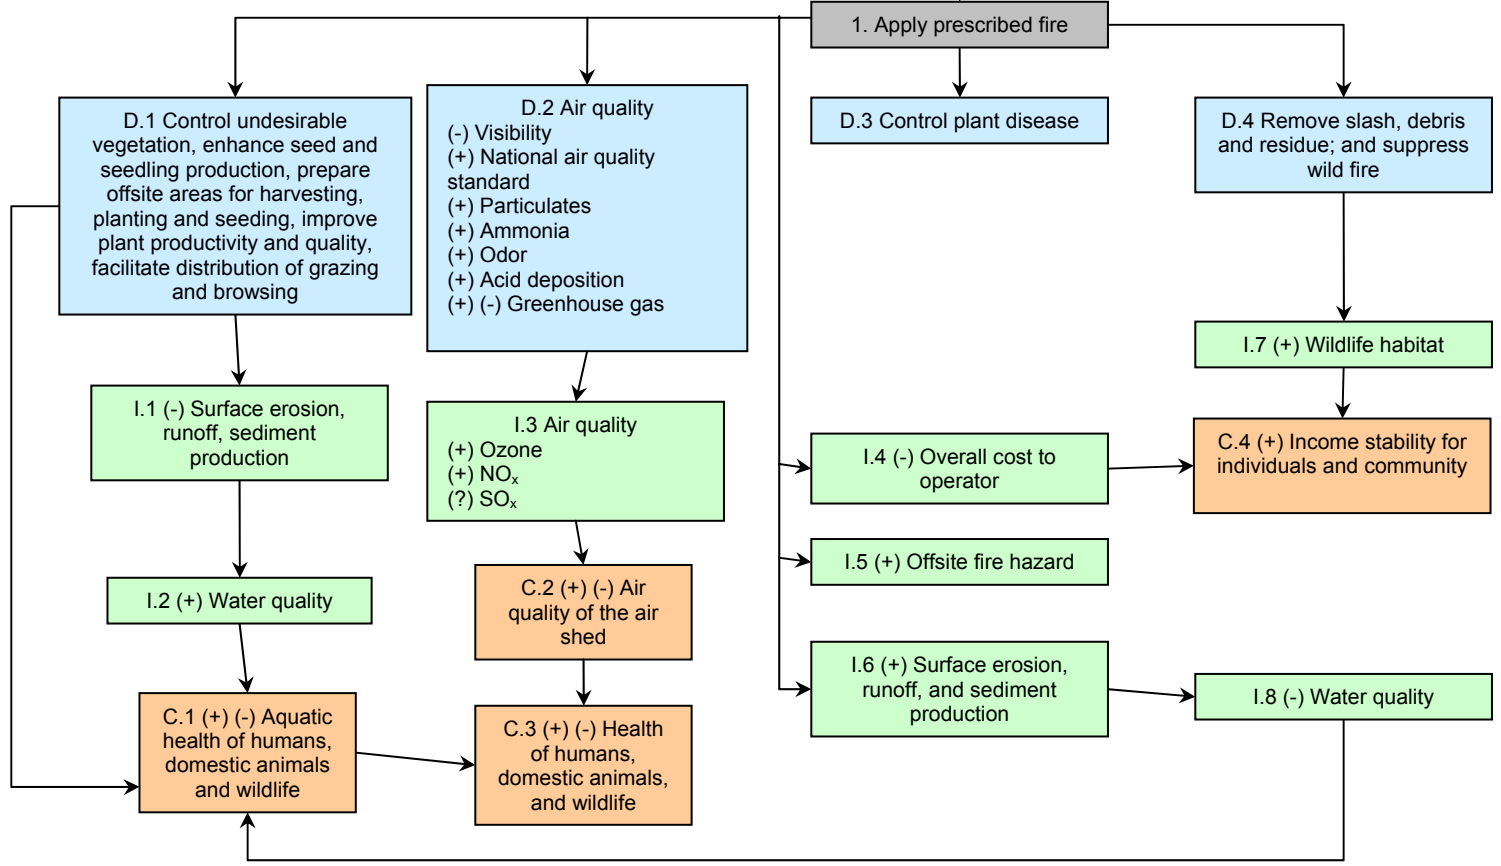 1. Apply prescribed fire
D.1 Control undesirable
vegetation, enhance seed and
seedling production, prepare
offsite areas for harvesting,
planting and seeding, improve
plant productivity and quality,
facilitate distribution of grazing
and browsing
D.2 Air quality
(-) Visibility
(+) National air quality
standard
(+) Particulates
(+) Ammonia
(+) Odor
(+) Acid deposition
(+) (-) Greenhouse gas
D.3 Control plant disease
D.4 Remove slash, debris
and residue; and suppress
wild fire
I.7 (+) Wildlife habitat
I.1 (-) Surface erosion,
runoff, sediment
production
I.3 Air quality
(+) Ozone
(+) NOₓ
(?) SOₓ
I.4 (-) Overall cost to
operator
C.4 (+) Income stability for
individuals and community
I.5 (+) Offsite fire hazard
I.2 (+) Water quality
C.2 (+) (-) Air
quality of the air
shed
I.6 (+) Surface erosion,
runoff, and sediment
production
I.8 (-) Water quality
C.1 (+) (-) Aquatic
health of humans,
domestic animals
and wildlife
C.3 (+) (-) Health
of humans,
domestic animals,
and wildlife